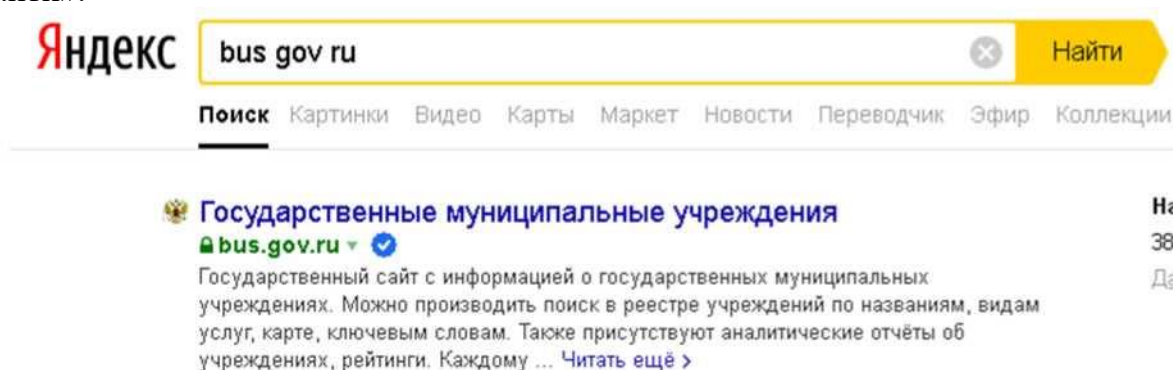 Яндекс bus gov ru Найти
Поиск Картинки Видео Карты Маркет Новости Переводчик Эфир Коллекции
Государственные муниципальные учреждения
bus.gov.ru
Государственный сайт с информацией о государственных муниципальных
учреждениях. Можно производить поиск в реестре учреждений по названиям, видам
услуг, карте, ключевым словам. Также присутствуют аналитические отчёты об
учреждениях, рейтинги. Каждому ... Читать ещё >
На
38